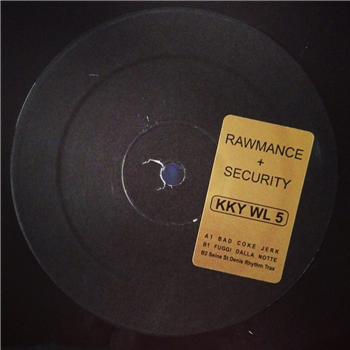 RAWMANCE
+
SECURITY
KKY WL 5
A1 BAD COKE JERK
B1 FUGGI DALLA NOTTE
B2 Seine St Denis Rhythm Trax